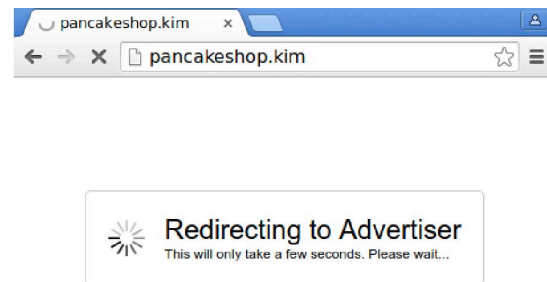 pancakeshop.kim
pancakeshop.kim
Redirecting to Advertiser
This will only take a few seconds. Please wait...